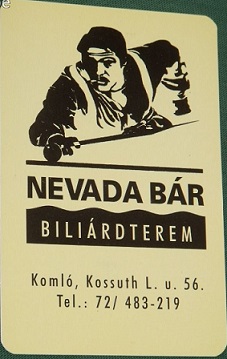 NEVADA BÁR
BILIÁRDTEREM
Komló, Kossuth L. u. 56.
Tel.: 72/ 483-219